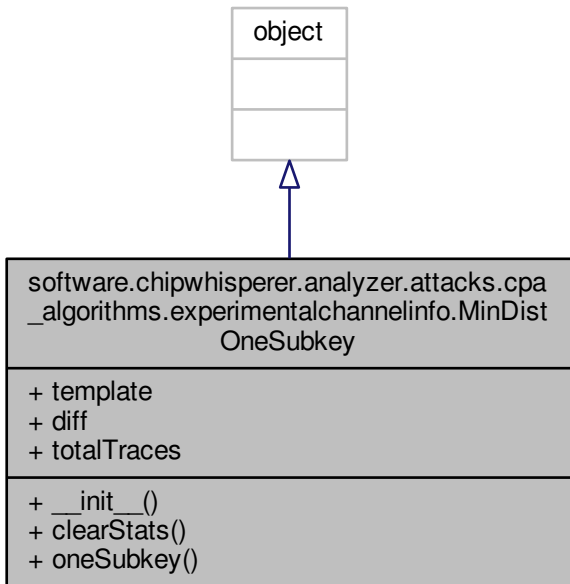 object
software.chipwhisperer.analyzer.attacks.cpa
_algorithms.experimentalchannelinfo.MinDist
OneSubkey
+ template
+ diff
+ totalTraces
+ __init__()
+ clearStats()
+ oneSubkey()